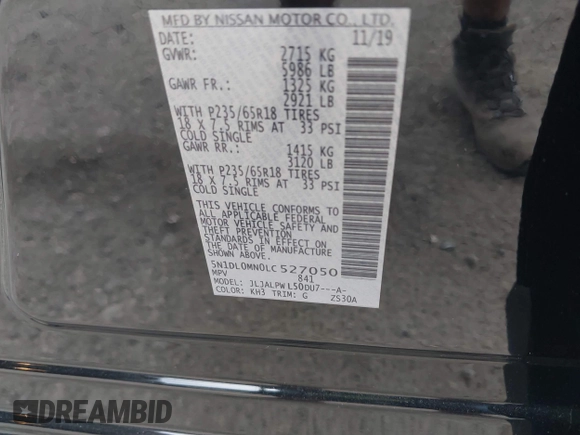 MFD BY NISSAN MOTOR CO., LTD.
DATE: 11/19
GVWR: 2715 KG
5986 LB
GAWR FR.: 1325 KG
2921 LB
WITH P235/65R18 TIRES
18 X 7.5 RIMS AT 33 PSI
COLD SINGLE
GAWR RR.: 1415 KG
3120 LB
WITH P235/65R18 TIRES
18 X 7.5 RIMS AT 33 PSI
COLD SINGLE
THIS VEHICLE CONFORMS TO
ALL APPLICABLE FEDERAL
MOTOR VEHICLE SAFETY AND
THEFT PREVENTION
STANDARDS IN EFFECT ON
THE DATE OF MANUFACTURE
SHOWN ABOVE.
5N1DL0MN0LC527050
MPV 841
MODEL: JLJALPWL50DU7---A-
COLOR: KH3 TRIM: G ZS30A
DREAMBID